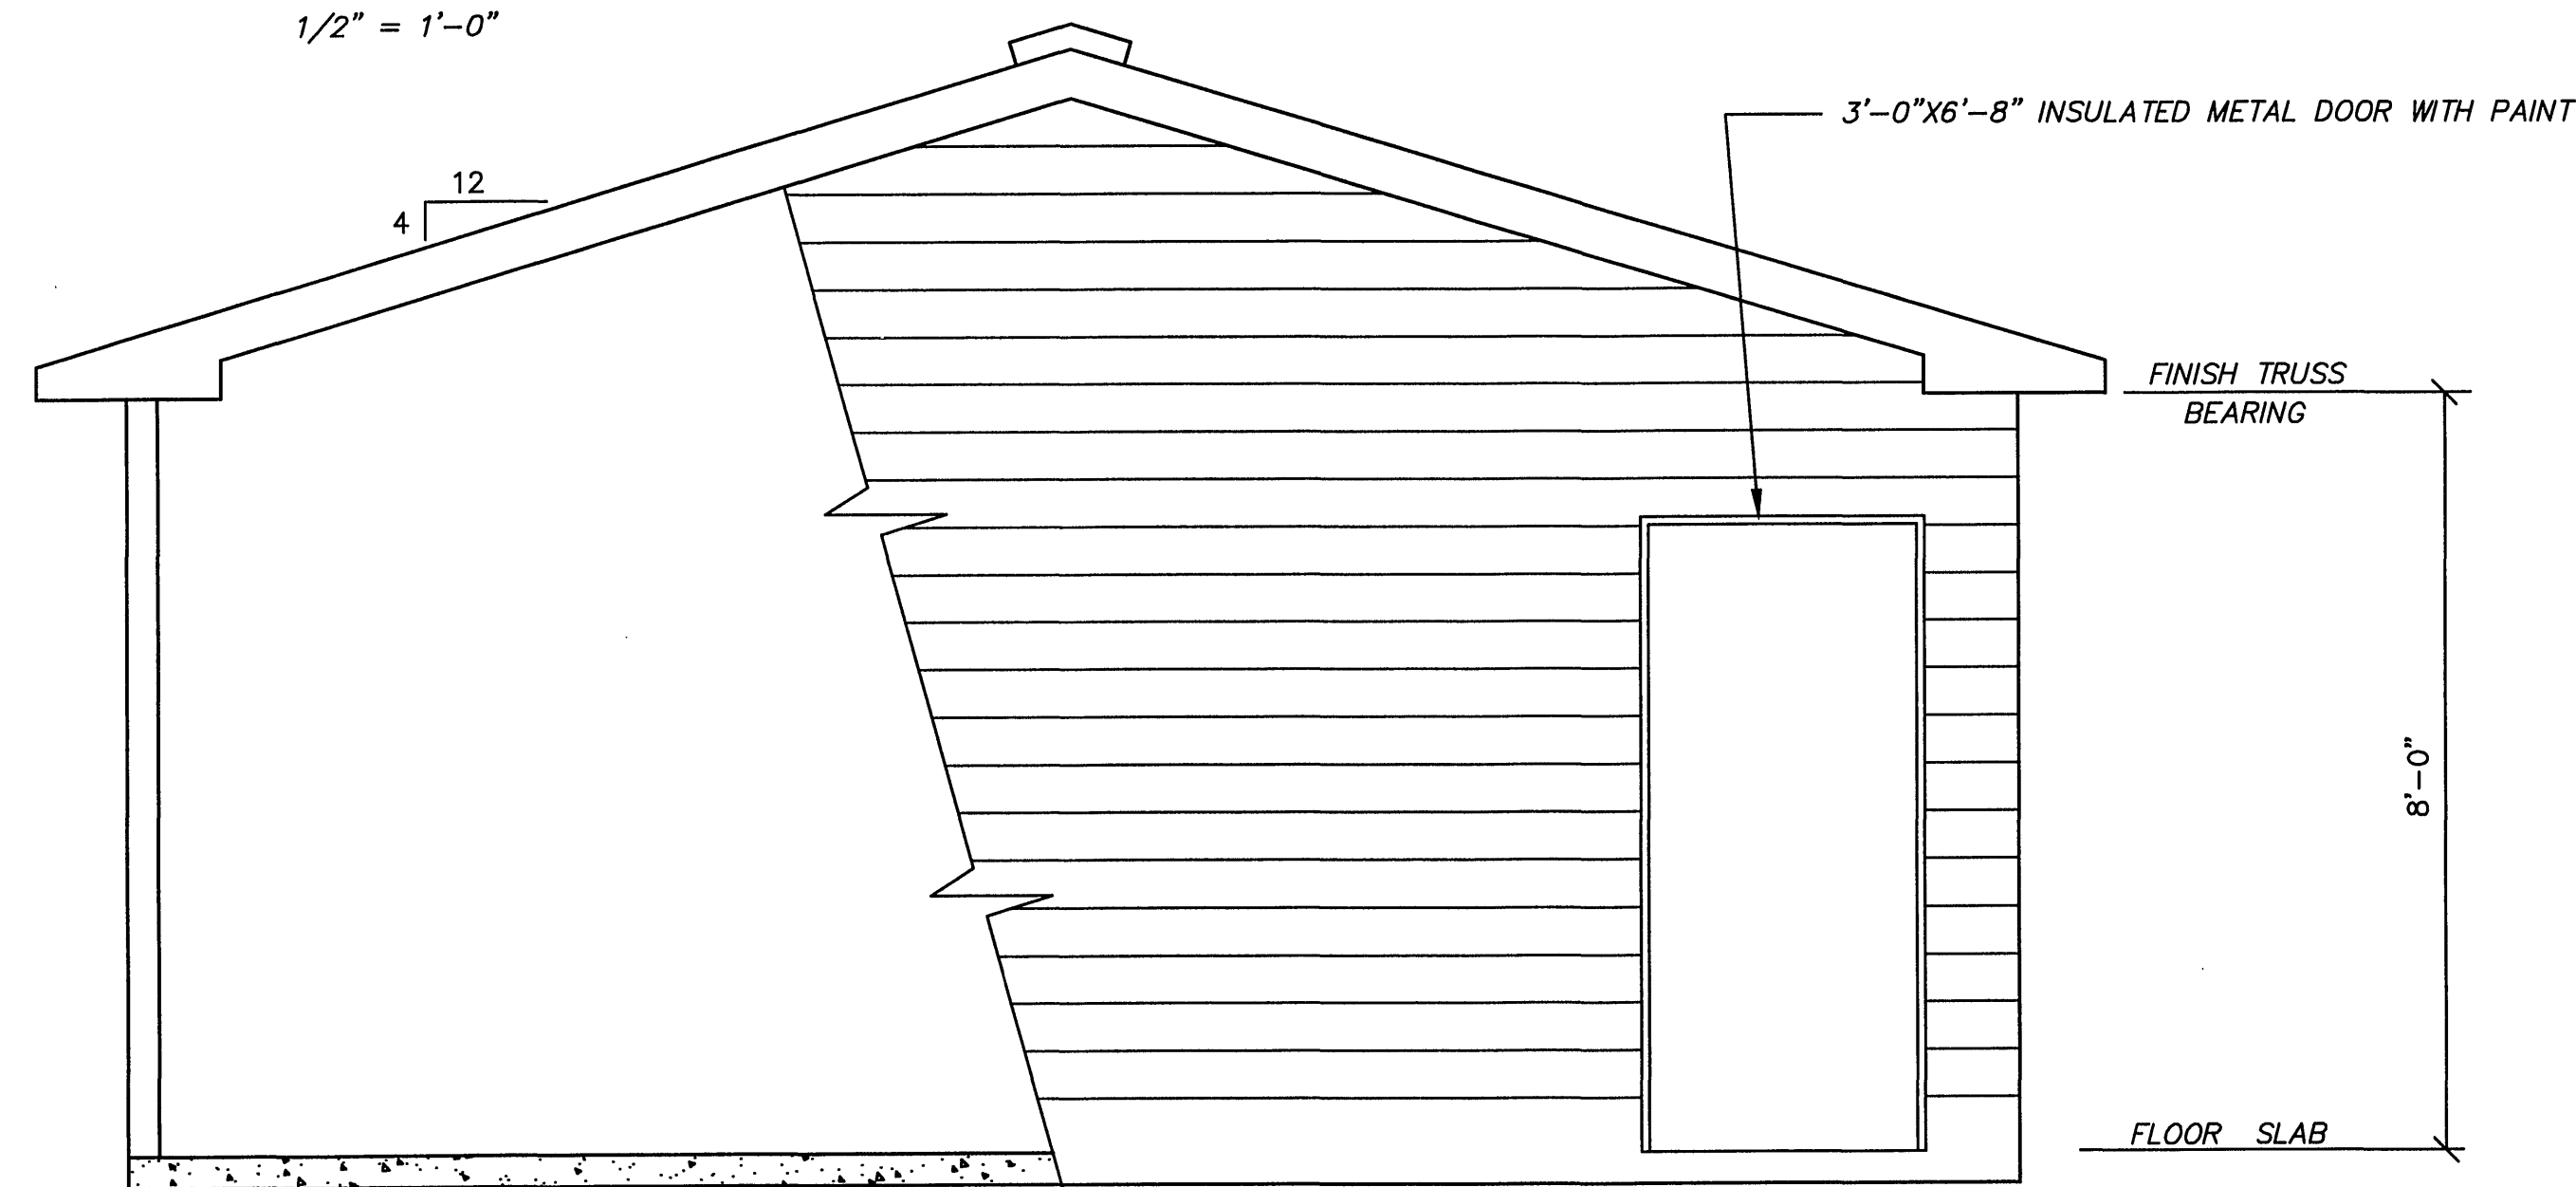 1/2" = 1'-0"
3'-0"X6'-8" INSULATED METAL DOOR WITH PAINT
12
4
FINISH TRUSS
BEARING
8'-0"
FLOOR SLAB